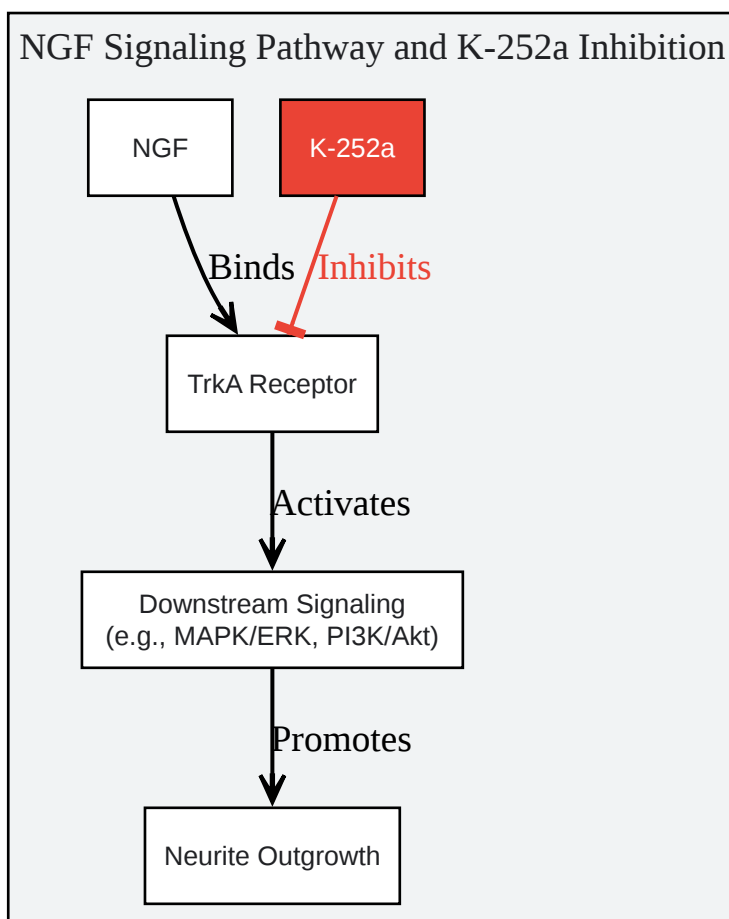 NGF Signaling Pathway and K-252a Inhibition
NGF
K-252a
Binds
Inhibits
TrkA Receptor
Activates
Downstream Signaling
(e.g., MAPK/ERK, PI3K/Akt)
Promotes
Neurite Outgrowth